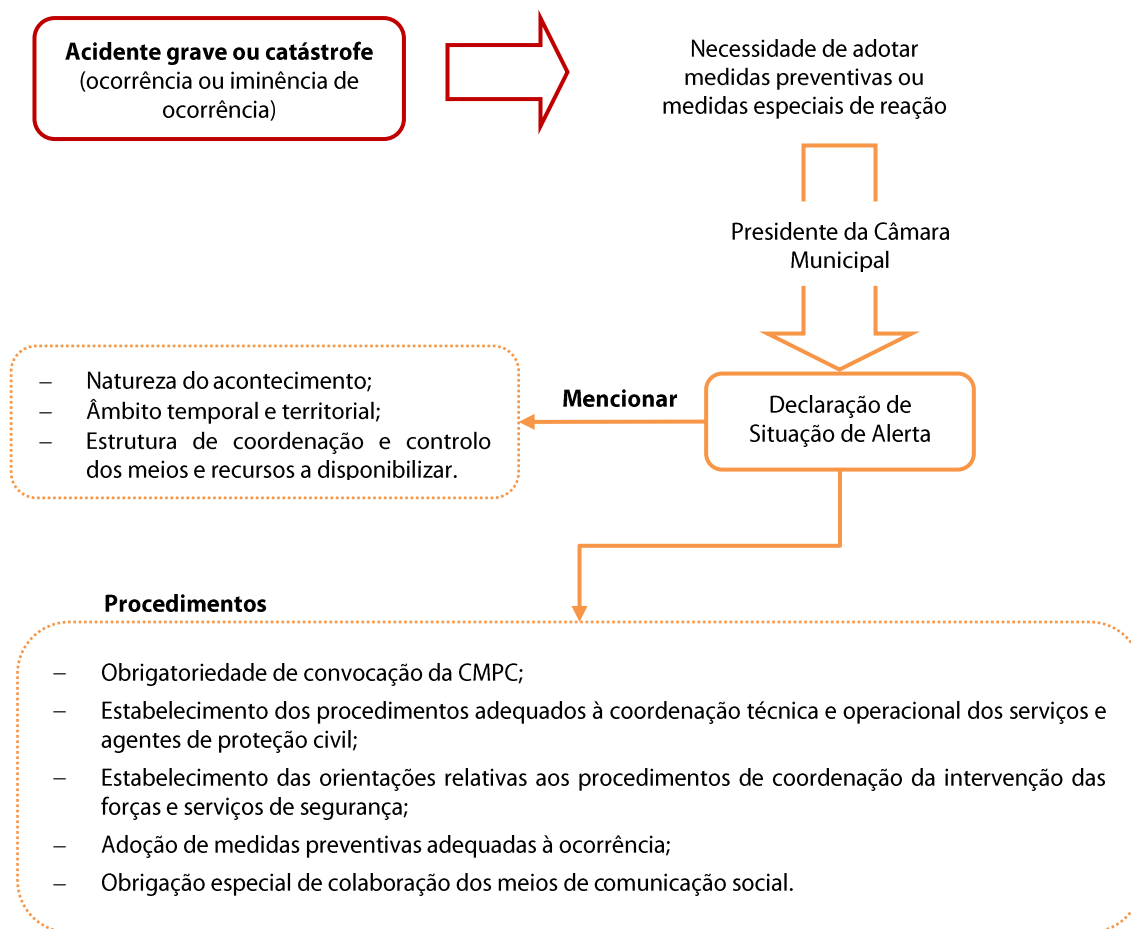 Acidente grave ou catástrofe
(ocorrência ou iminência de
ocorrência)
Necessidade de adotar
medidas preventivas ou
medidas especiais de reação
Presidente da Câmara
Municipal
Declaração de
Situação de Alerta
Mencionar
– Natureza do acontecimento;
– Âmbito temporal e territorial;
– Estrutura de coordenação e controlo
dos meios e recursos a disponibilizar.
Procedimentos
– Obrigatoriedade de convocação da CMPC;
– Estabelecimento dos procedimentos adequados à coordenação técnica e operacional dos serviços e
agentes de proteção civil;
– Estabelecimento das orientações relativas aos procedimentos de coordenação da intervenção das
forças e serviços de segurança;
– Adoção de medidas preventivas adequadas à ocorrência;
– Obrigação especial de colaboração dos meios de comunicação social.